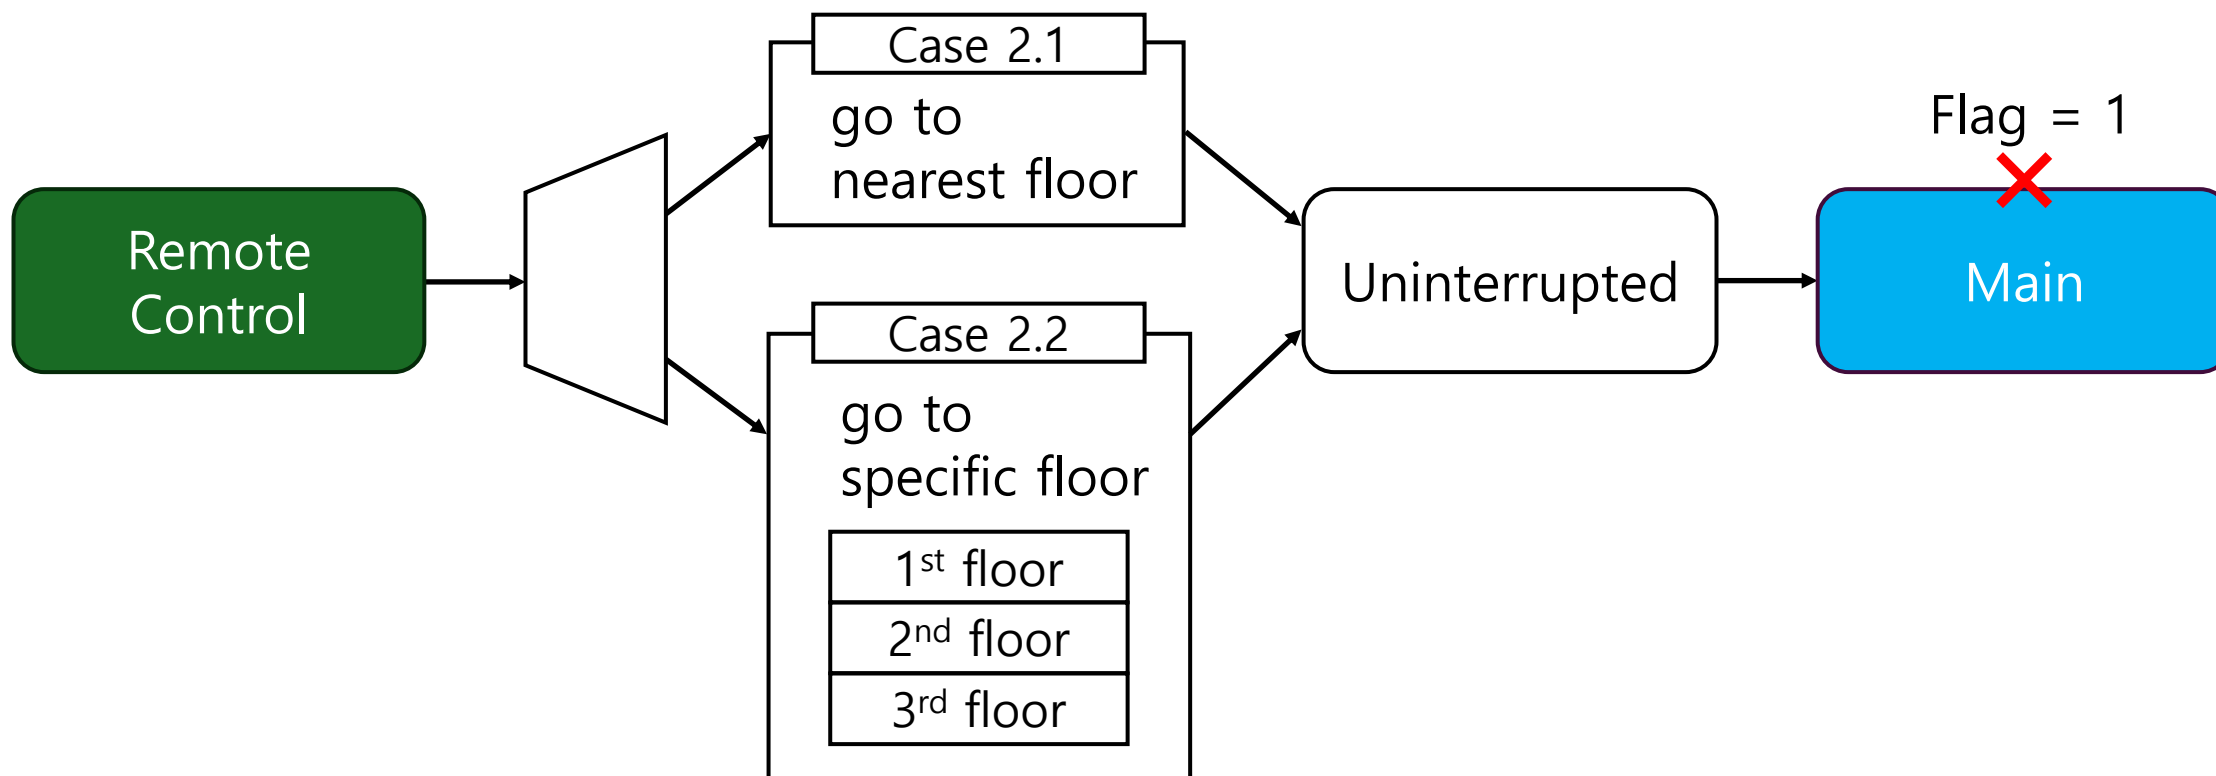 Remote
Control
Case 2.1
go to
nearest floor
Case 2.2
go to
specific floor
1st floor
2nd floor
3rd floor
Uninterrupted
Flag = 1
Main